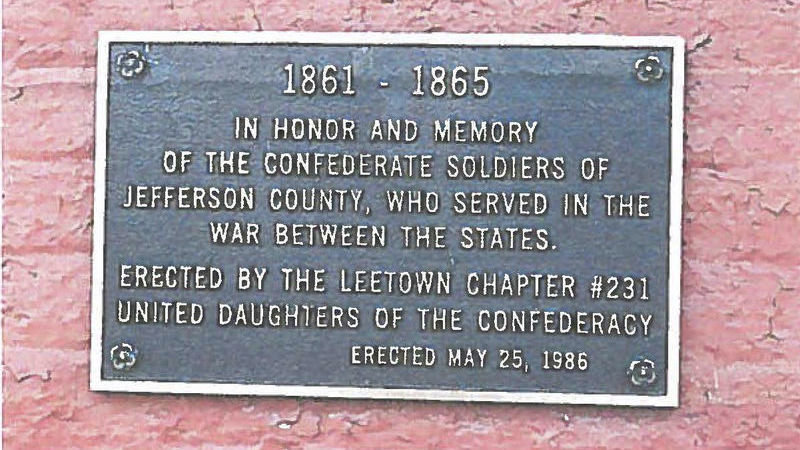 1861 - 1865
IN HONOR AND MEMORY
OF THE CONFEDERATE SOLDIERS OF
JEFFERSON COUNTY, WHO SERVED IN THE
WAR BETWEEN THE STATES.
ERECTED BY THE LEETOWN CHAPTER #231
UNITED DAUGHTERS OF THE CONFEDERACY
ERECTED MAY 25, 1986